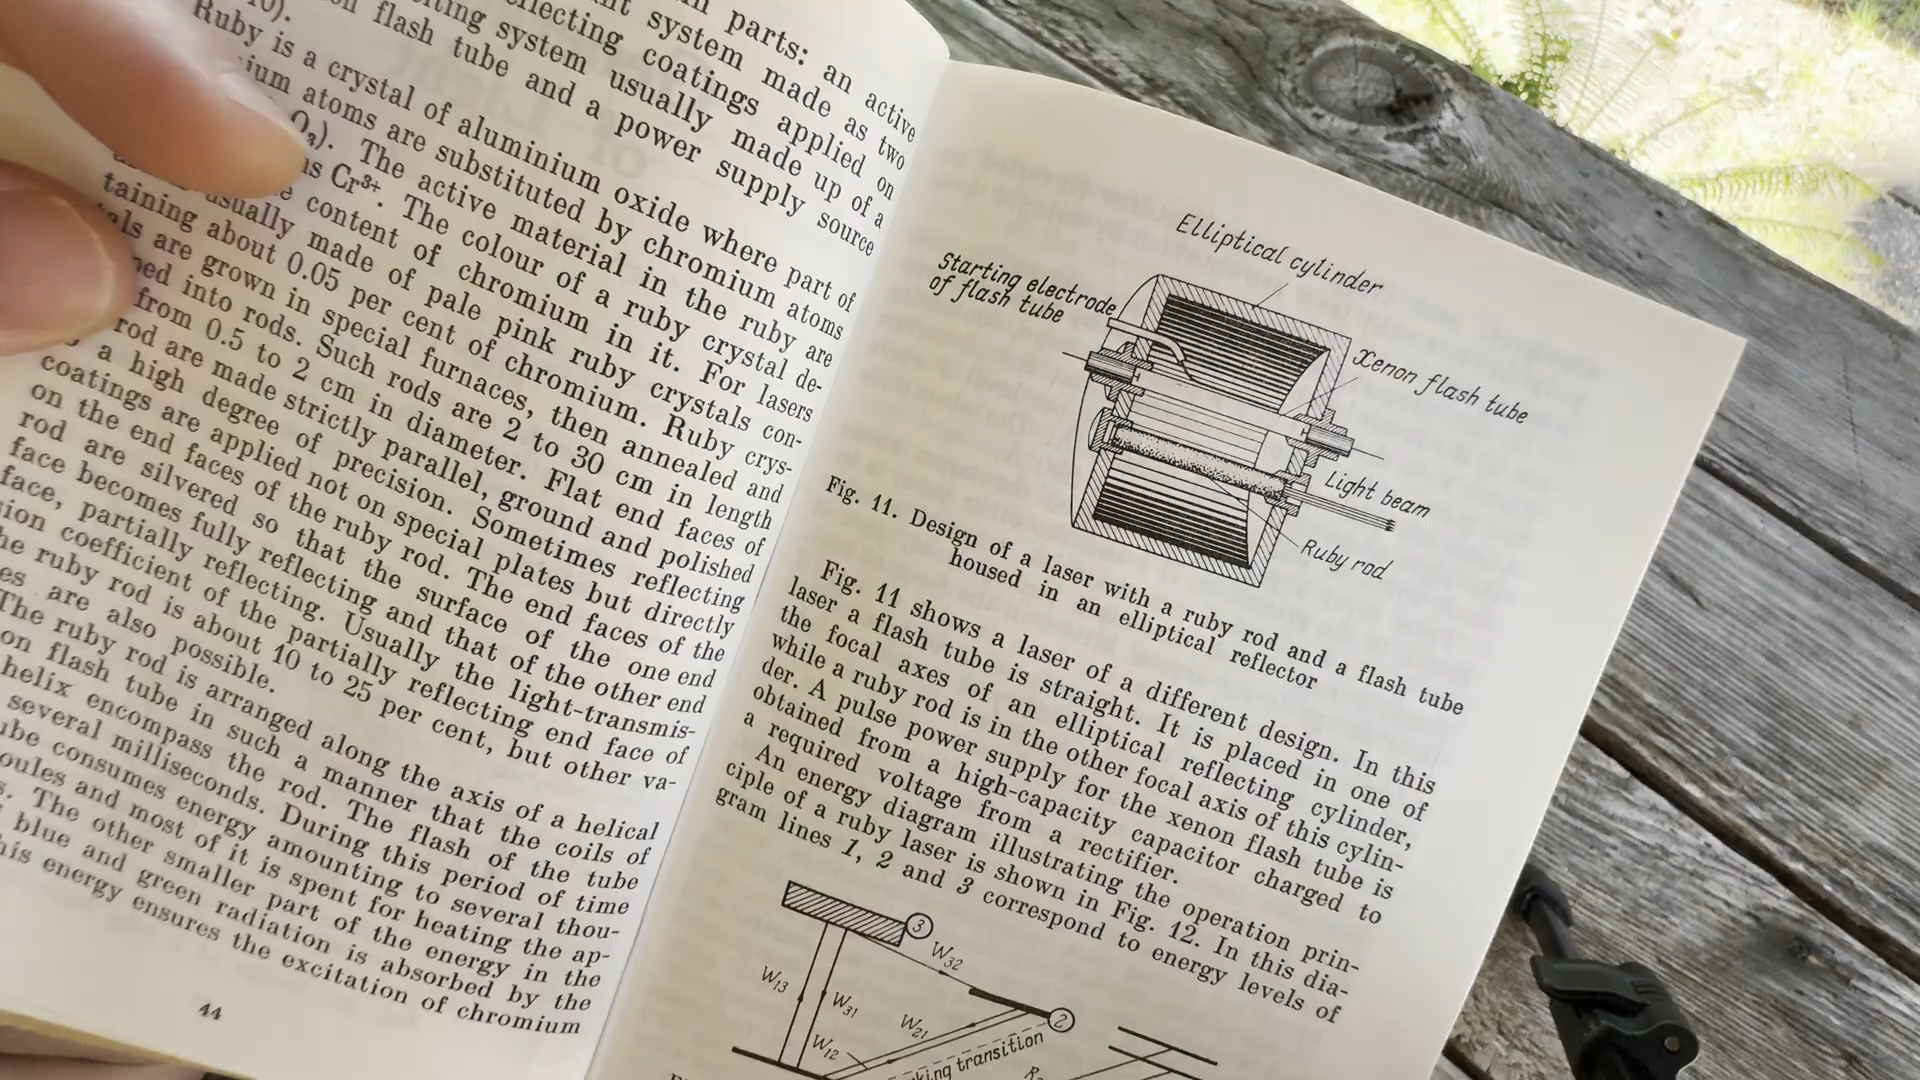 parts: an active
system made as two
coatings applied on
system usually made up of a
flash tube and a power supply source
10).
Ruby is a crystal of aluminium oxide where part of
atoms are substituted by chromium atoms
O₃). The active material in the ruby are
Cr³⁺. The colour of a ruby crystal de-
content of chromium in it. For lasers
usually made of pale pink ruby crystals con-
taining about 0.05 per cent of chromium. Ruby crys-
are grown in special furnaces, then annealed and
into rods. Such rods are 2 to 30 cm in length
from 0.5 to 2 cm in diameter. Flat end faces of
rod are made strictly parallel, ground and polished
a high degree of precision. Sometimes reflecting
coatings are applied not on special plates but directly
on the end faces of the ruby rod. The end faces of the
rod are silvered so that the surface of the one end
face becomes fully reflecting and that of the other end
face, partially reflecting. Usually the light-transmis-
sion coefficient of the partially reflecting end face of
the ruby rod is about 10 to 25 per cent, but other va-
es are also possible.
The ruby rod is arranged along the axis of a helical
flash tube in such a manner that the coils of
helix encompass the rod. The flash of the tube
several milliseconds. During this period of time
consumes energy amounting to several thou-
joules and most of it is spent for heating the ap-
The other smaller part of the energy in the
blue and green radiation is absorbed by the
this energy ensures the excitation of chromium
44
Elliptical cylinder
Starting electrode
of flash tube
Xenon flash tube
Light beam
Ruby rod
Fig. 11. Design of a laser with a ruby rod and a flash tube
housed in an elliptical reflector
Fig. 11 shows a laser of a different design. In this
laser a flash tube is straight. It is placed in one of
the focal axes of an elliptical reflecting cylinder,
while a ruby rod is in the other focal axis of this cylin-
der. A pulse power supply for the xenon flash tube is
obtained from a high-capacity capacitor charged to
a required voltage from a rectifier.
An energy diagram illustrating the operation prin-
ciple of a ruby laser is shown in Fig. 12. In this dia-
gram lines 1, 2 and 3 correspond to energy levels of
3
W₃₂
W₁₃
W₃₁
2
W₂₁
W₁₂
transition